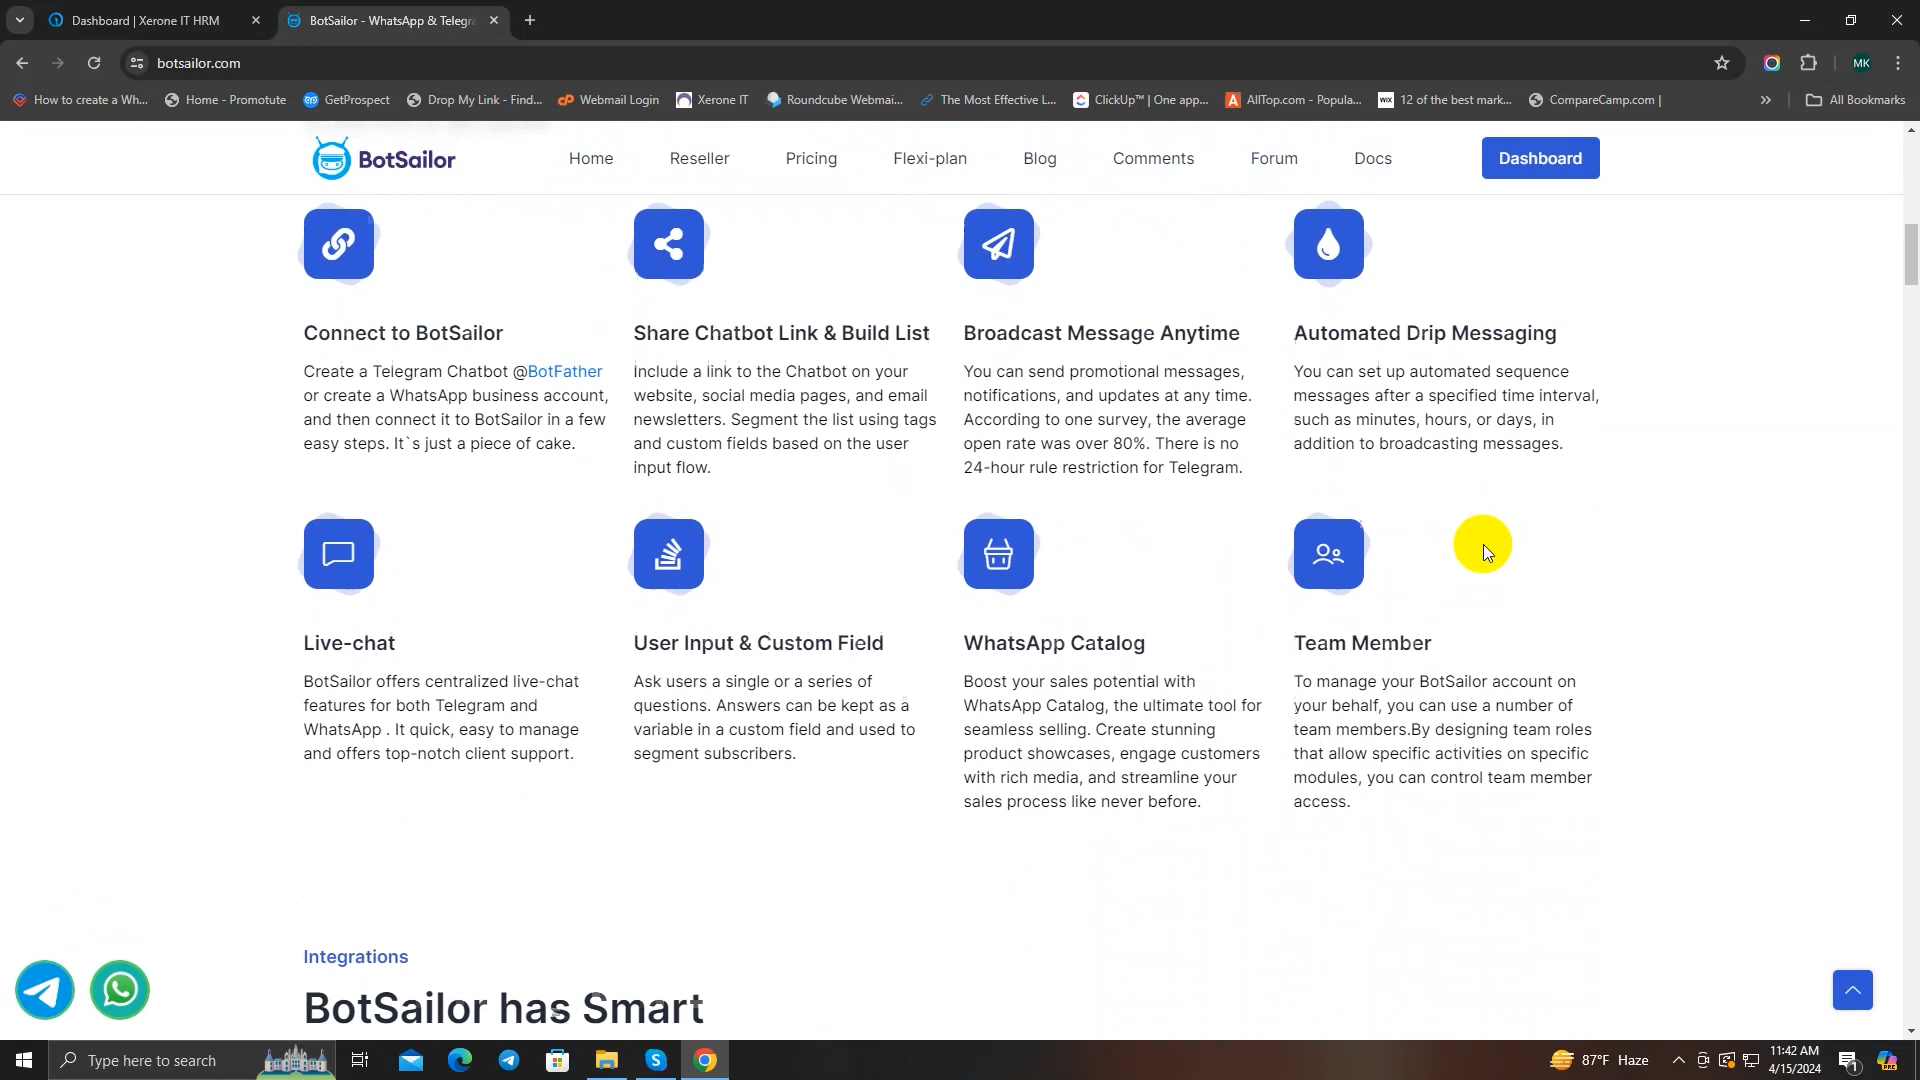 Dashboard | Xerone IT HRM
BotSailor - WhatsApp & Telegra
botsailor.com
MK
How to create a Wh...
Home - Promotute
GetProspect
Drop My Link - Find...
Webmail Login
Xerone IT
Roundcube Webmai...
The Most Effective L...
ClickUp™ | One app...
AllTop.com - Popula...
12 of the best mark...
CompareCamp.com |
All Bookmarks
BotSailor
Home
Reseller
Pricing
Flexi-plan
Blog
Comments
Forum
Docs
Dashboard
Connect to BotSailor
Create a Telegram Chatbot @BotFather
or create a WhatsApp business account,
and then connect it to BotSailor in a few
easy steps. It`s just a piece of cake.
Share Chatbot Link & Build List
Include a link to the Chatbot on your
website, social media pages, and email
newsletters. Segment the list using tags
and custom fields based on the user
input flow.
Broadcast Message Anytime
You can send promotional messages,
notifications, and updates at any time.
According to one survey, the average
open rate was over 80%. There is no
24-hour rule restriction for Telegram.
Automated Drip Messaging
You can set up automated sequence
messages after a specified time interval,
such as minutes, hours, or days, in
addition to broadcasting messages.
Live-chat
BotSailor offers centralized live-chat
features for both Telegram and
WhatsApp . It quick, easy to manage
and offers top-notch client support.
User Input & Custom Field
Ask users a single or a series of
questions. Answers can be kept as a
variable in a custom field and used to
segment subscribers.
WhatsApp Catalog
Boost your sales potential with
WhatsApp Catalog, the ultimate tool for
seamless selling. Create stunning
product showcases, engage customers
with rich media, and streamline your
sales process like never before.
Team Member
To manage your BotSailor account on
your behalf, you can use a number of
team members.By designing team roles
that allow specific activities on specific
modules, you can control team member
access.
Integrations
BotSailor has Smart
Type here to search
87°F Haze
11:42 AM
4/15/2024
1